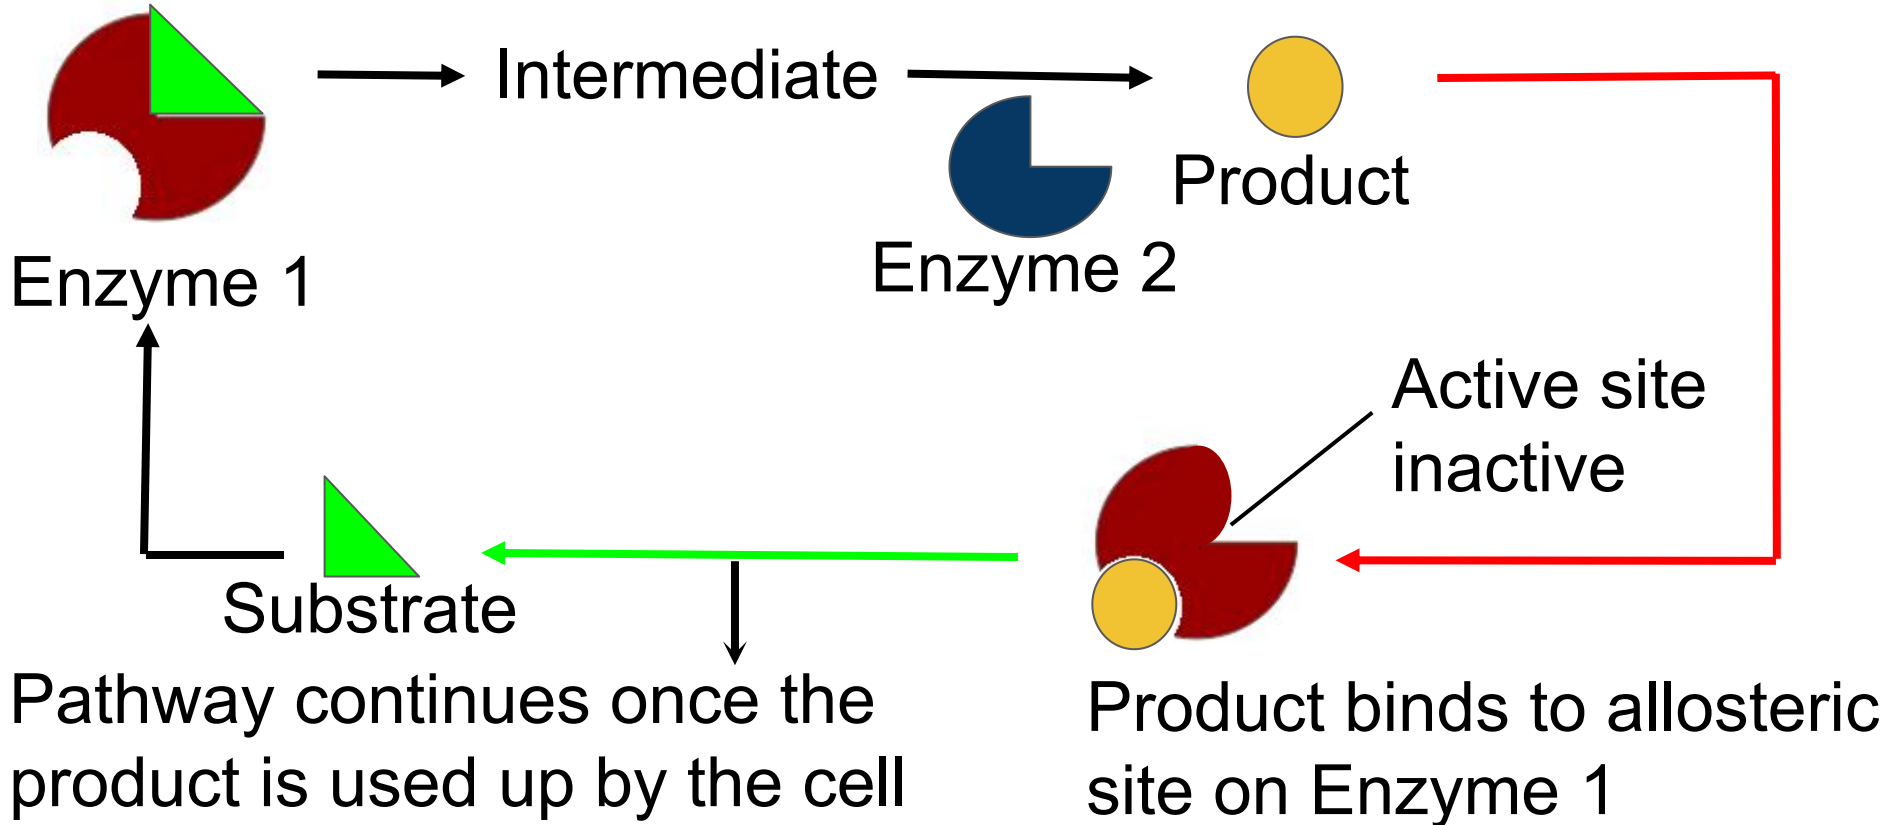 Intermediate
Product
Enzyme 1
Enzyme 2
Active site
inactive
Substrate
Pathway continues once the
product is used up by the cell
Product binds to allosteric
site on Enzyme 1